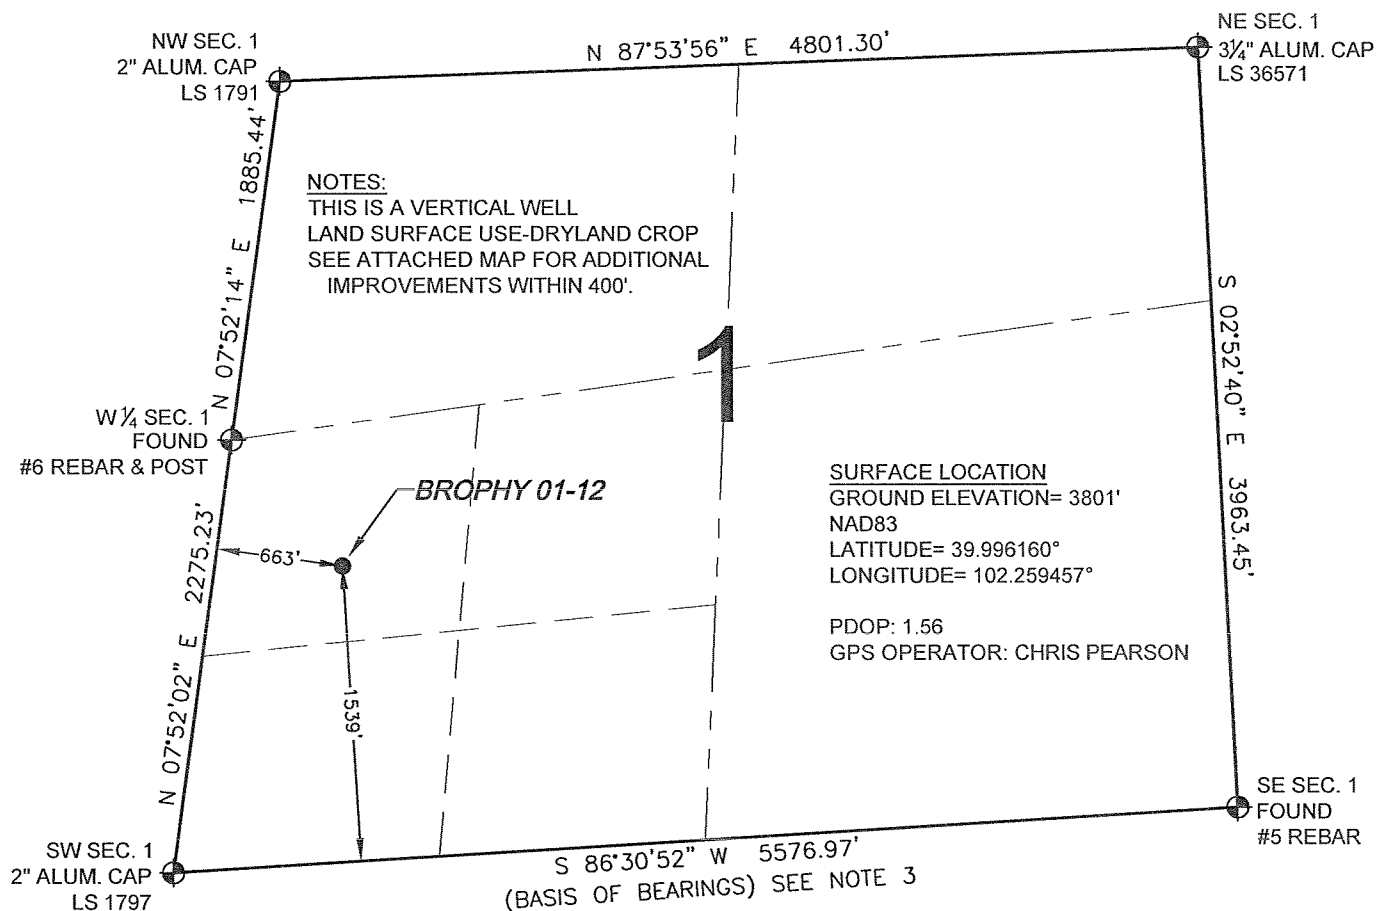 NW SEC. 1
2" ALUM. CAP
LS 1791
N 87°53'56" E 4801.30'
NE SEC. 1
3¼" ALUM. CAP
LS 36571
N 07°52'14" E 1885.44'
NOTES:
THIS IS A VERTICAL WELL
LAND SURFACE USE-DRYLAND CROP
SEE ATTACHED MAP FOR ADDITIONAL
IMPROVEMENTS WITHIN 400'.
1
S 02°52'40" E 3963.45'
W ¼ SEC. 1
FOUND
#6 REBAR & POST
BROPHY 01-12
663'
1539'
SURFACE LOCATION
GROUND ELEVATION= 3801'
NAD83
LATITUDE= 39.996160°
LONGITUDE= 102.259457°
PDOP: 1.56
GPS OPERATOR: CHRIS PEARSON
N 07°52'02" E 2275.23'
SE SEC. 1
FOUND
#5 REBAR
SW SEC. 1
2" ALUM. CAP
LS 1797
S 86°30'52" W 5576.97'
(BASIS OF BEARINGS) SEE NOTE 3